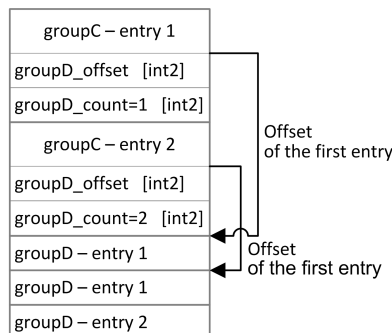 groupC – entry 1
groupD_offset [int2]
groupD_count=1 [int2]
groupC – entry 2
groupD_offset [int2]
groupD_count=2 [int2]
groupD – entry 1
groupD – entry 1
groupD – entry 2
Offset
of the first entry
Offset
of the first entry